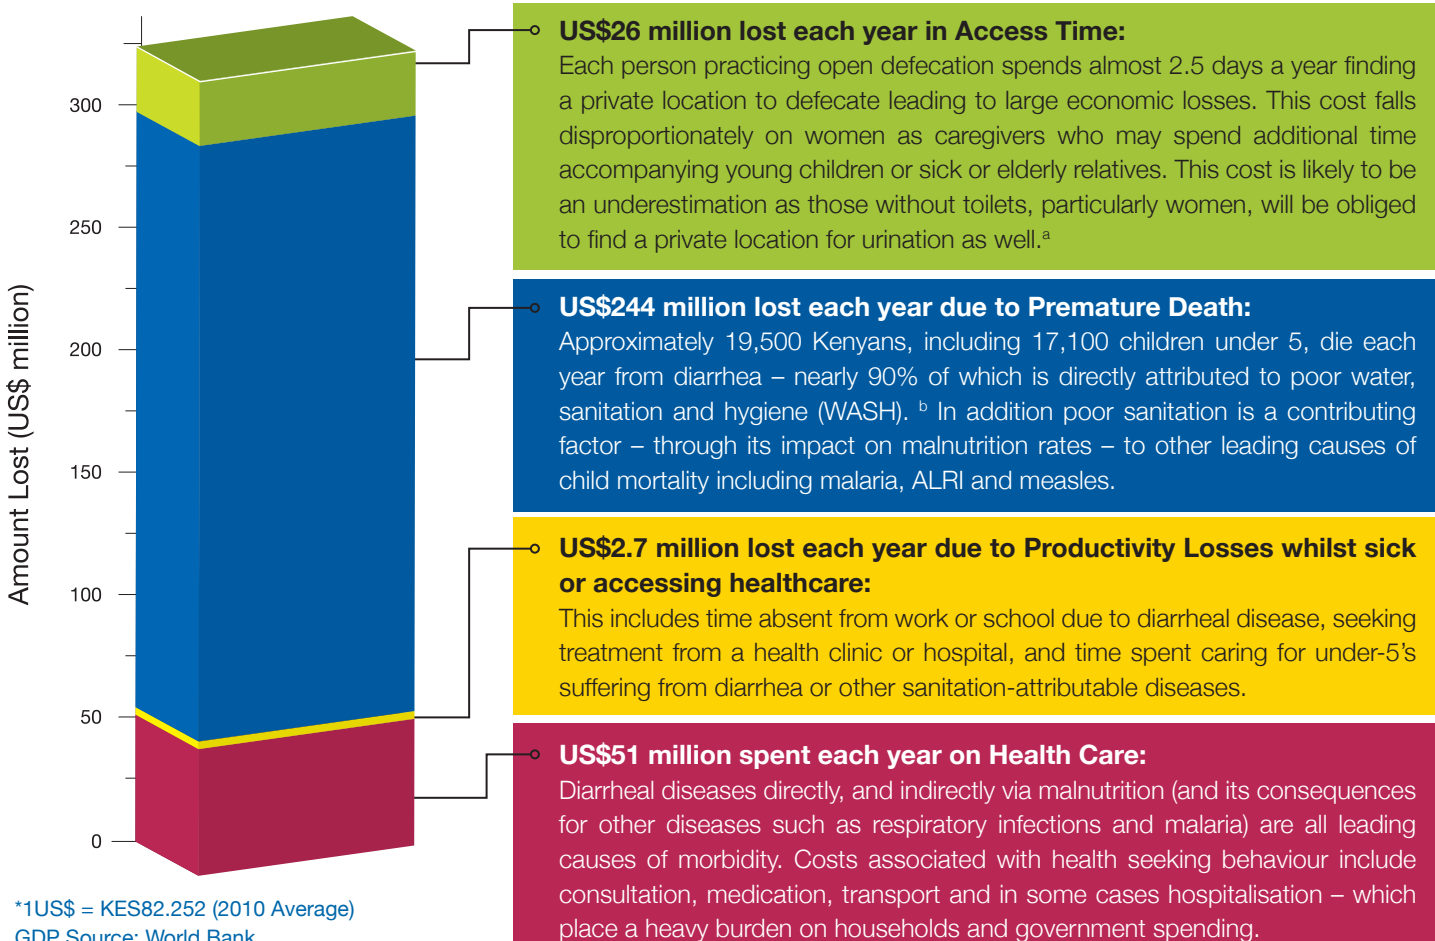 US$26 million lost each year in Access Time:
Each person practicing open defecation spends almost 2.5 days a year finding
a private location to defecate leading to large economic losses. This cost falls
disproportionately on women as caregivers who may spend additional time
accompanying young children or sick or elderly relatives. This cost is likely to be
an underestimation as those without toilets, particularly women, will be obliged
to find a private location for urination as well.ᵃ
US$244 million lost each year due to Premature Death:
Approximately 19,500 Kenyans, including 17,100 children under 5, die each
year from diarrhea – nearly 90% of which is directly attributed to poor water,
sanitation and hygiene (WASH). ᵇ In addition poor sanitation is a contributing
factor – through its impact on malnutrition rates – to other leading causes of
child mortality including malaria, ALRI and measles.
US$2.7 million lost each year due to Productivity Losses whilst sick
or accessing healthcare:
This includes time absent from work or school due to diarrheal disease, seeking
treatment from a health clinic or hospital, and time spent caring for under-5’s
suffering from diarrhea or other sanitation-attributable diseases.
US$51 million spent each year on Health Care:
Diarrheal diseases directly, and indirectly via malnutrition (and its consequences
for other diseases such as respiratory infections and malaria) are all leading
causes of morbidity. Costs associated with health seeking behaviour include
consultation, medication, transport and in some cases hospitalisation – which
place a heavy burden on households and government spending.
Amount Lost (US$ million)
300
250
200
150
100
50
0
*1US$ = KES82.252 (2010 Average)
GDP Source: World Bank